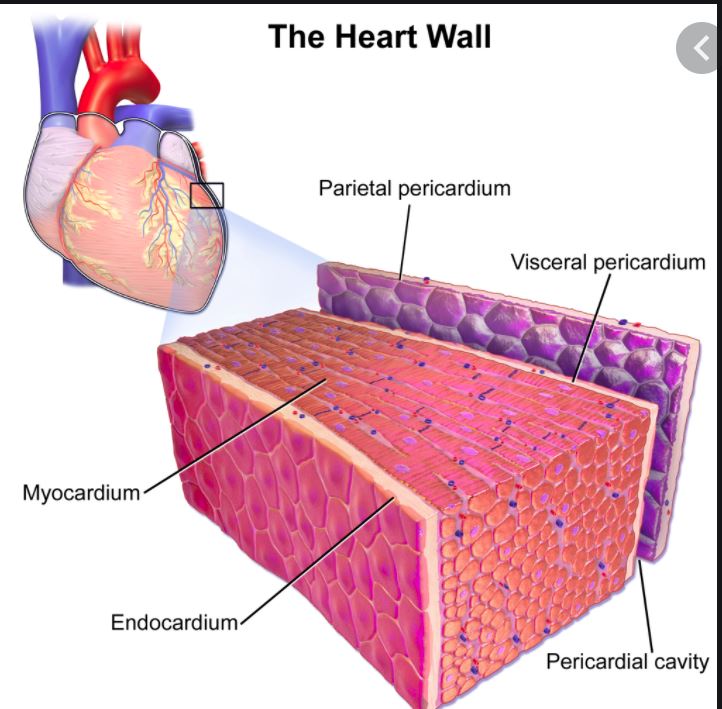 The Heart Wall
Parietal pericardium
Visceral pericardium
Myocardium
Endocardium
Pericardial cavity